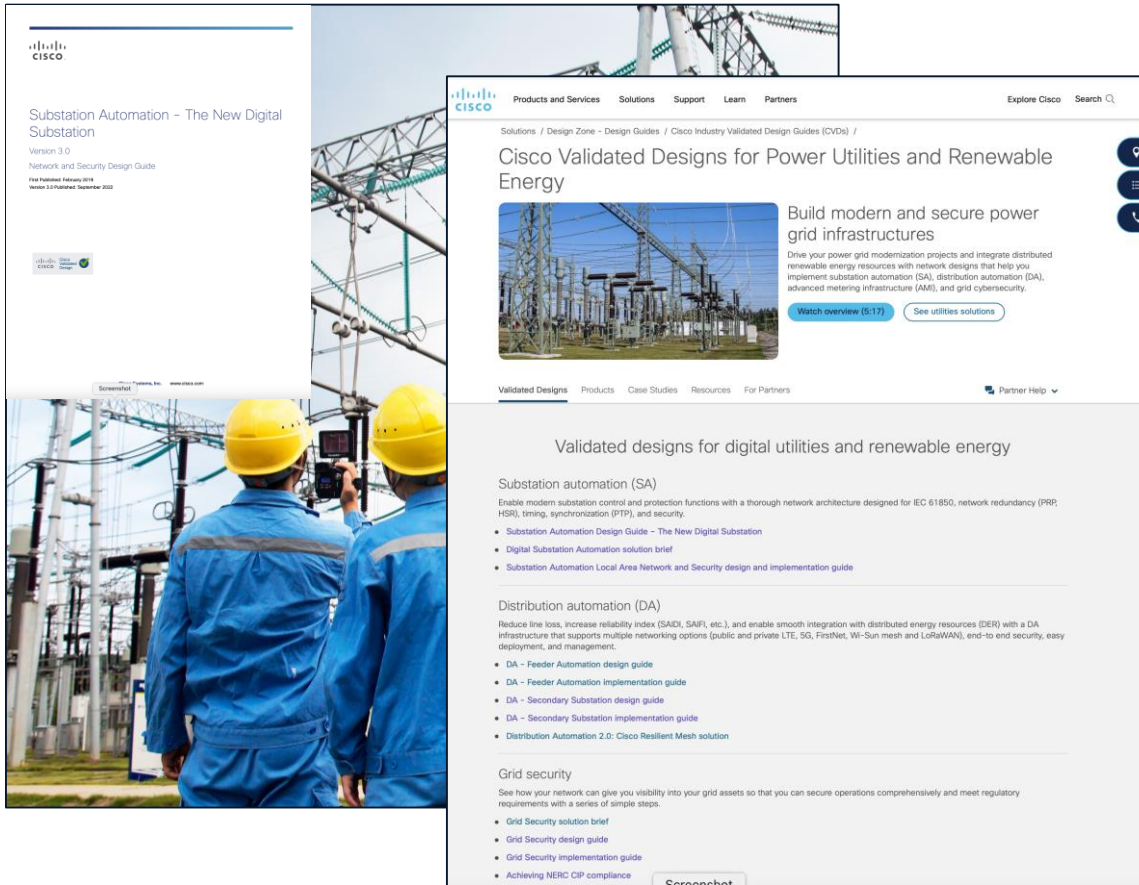 CISCO
Substation Automation - The New Digital
Substation
Version 3.0
Network and Security Design Guide
First Published: February 2019
Version 3.0 Published: September 2022
CISCO
Cisco
Validated
Design
Systems, Inc. www.cisco.com
Screenshot
CISCO
Products and Services Solutions Support Learn Partners Explore Cisco Search
Solutions / Design Zone - Design Guides / Cisco Industry Validated Design Guides (CVDs) /
Cisco Validated Designs for Power Utilities and Renewable
Energy
Build modern and secure power
grid infrastructures
Drive your power grid modernization projects and integrate distributed
renewable energy resources with network designs that help you
implement substation automation (SA), distribution automation (DA),
advanced metering infrastructure (AMI), and grid cybersecurity.
Watch overview (5:17) See utilities solutions
Validated Designs Products Case Studies Resources For Partners Partner Help
Validated designs for digital utilities and renewable energy
Substation automation (SA)
Enable modern substation control and protection functions with a thorough network architecture designed for IEC 61850, network redundancy (PRP,
HSR), timing, synchronization (PTP), and security.
• Substation Automation Design Guide – The New Digital Substation
• Digital Substation Automation solution brief
• Substation Automation Local Area Network and Security design and implementation guide
Distribution automation (DA)
Reduce line loss, increase reliability index (SAIDI, SAIFI, etc.), and enable smooth integration with distributed energy resources (DER) with a DA
infrastructure that supports multiple networking options (public and private LTE, 5G, FirstNet, Wi-Sun mesh and LoRaWAN), end-to end security, easy
deployment, and management.
• DA – Feeder Automation design guide
• DA – Feeder Automation implementation guide
• DA – Secondary Substation design guide
• DA – Secondary Substation implementation guide
• Distribution Automation 2.0: Cisco Resilient Mesh solution
Grid security
See how your network can give you visibility into your grid assets so that you can secure operations comprehensively and meet regulatory
requirements with a series of simple steps.
• Grid Security solution brief
• Grid Security design guide
• Grid Security implementation guide
• Achieving NERC CIP compliance
Screenshot